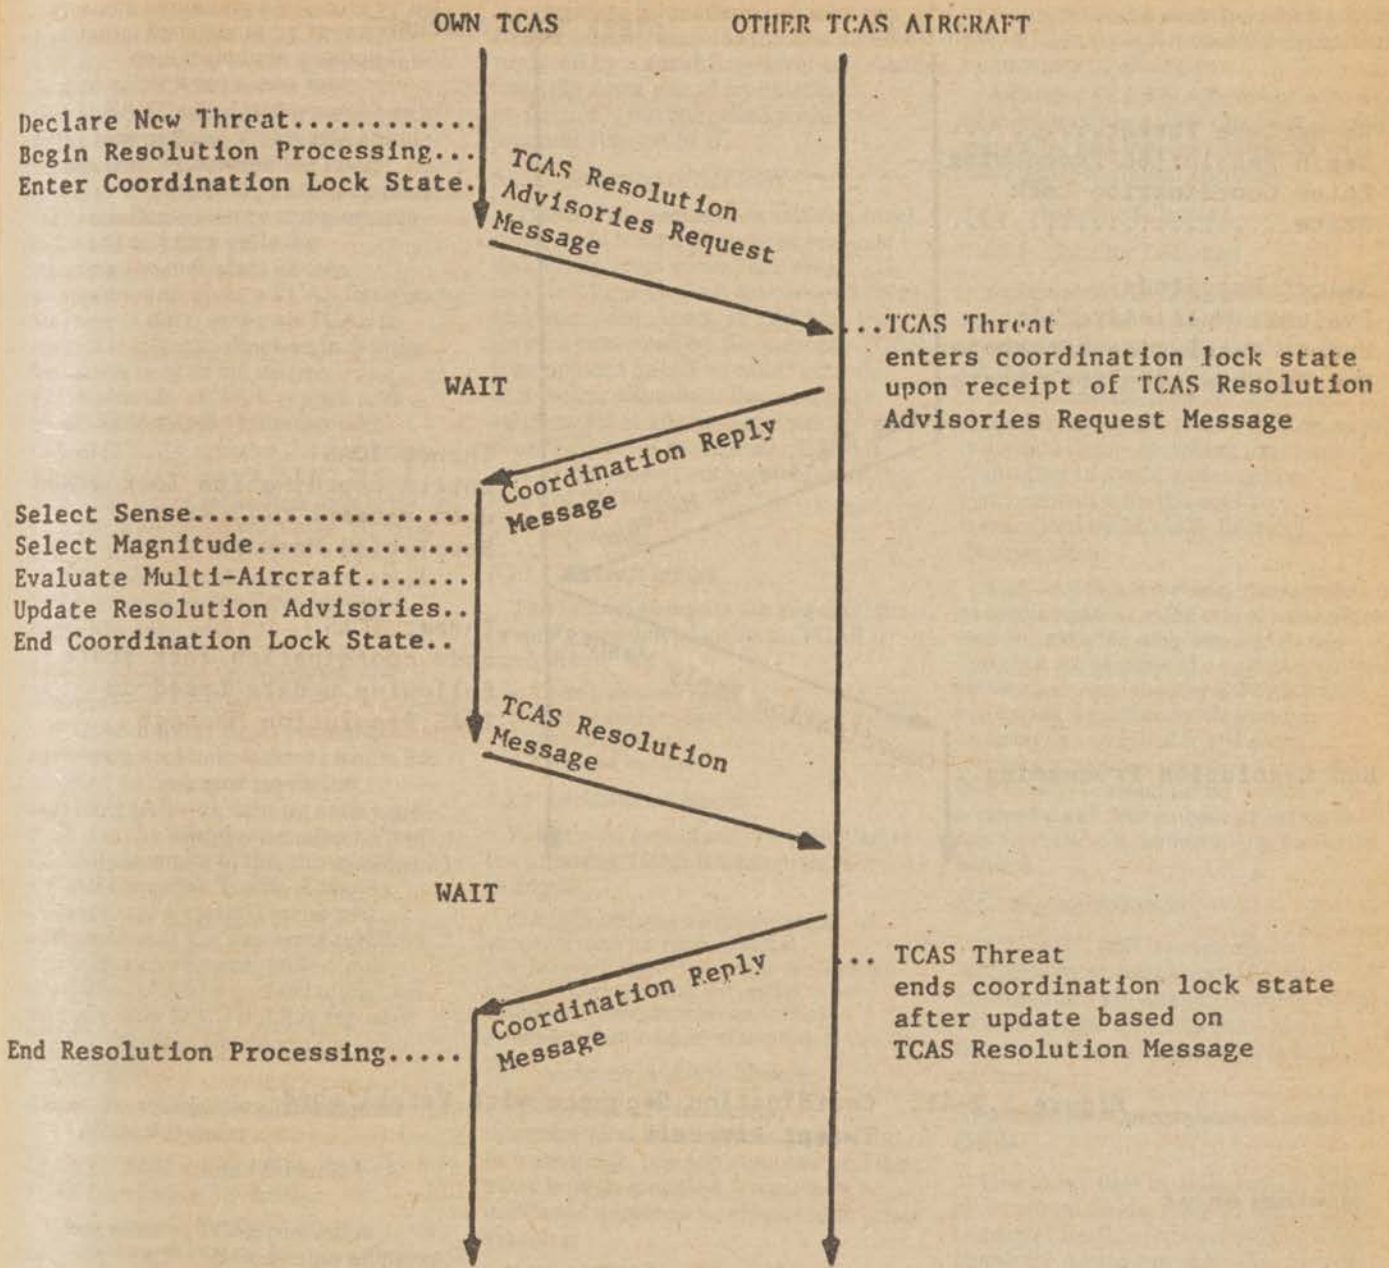 OWN TCAS
OTHER TCAS AIRCRAFT
Declare New Threat............
Begin Resolution Processing...
Enter Coordination Lock State.
TCAS Resolution
Advisories Request
Message
...TCAS Threat
enters coordination lock state
upon receipt of TCAS Resolution
Advisories Request Message
WAIT
Coordination Reply
Message
Select Sense..................
Select Magnitude..............
Evaluate Multi-Aircraft.......
Update Resolution Advisories..
End Coordination Lock State..
TCAS Resolution
Message
WAIT
... TCAS Threat
ends coordination lock state
after update based on
TCAS Resolution Message
Coordination Reply
Message
End Resolution Processing.....